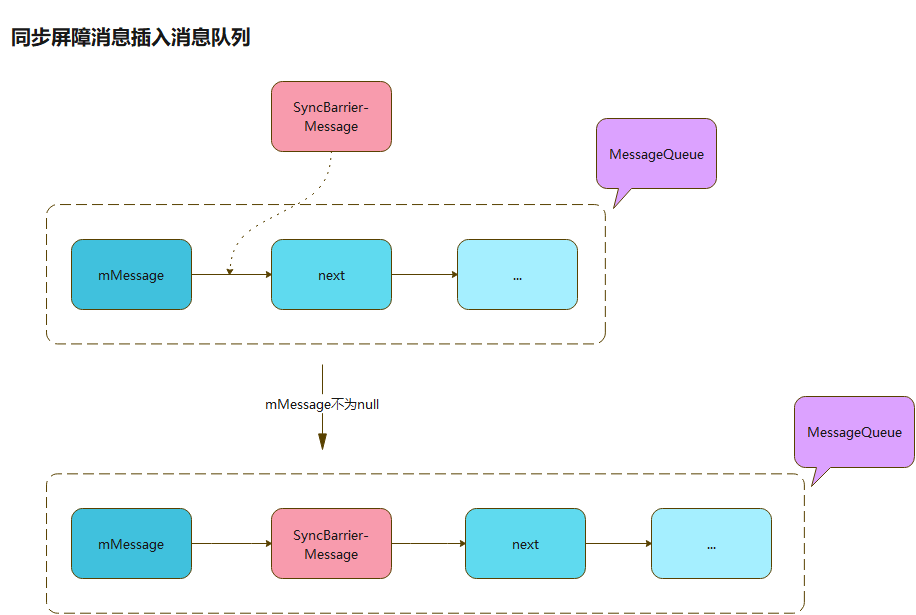 同步屏障消息插入消息队列
SyncBarrier-
Message
MessageQueue
mMessage
next
...
mMessage不为null
MessageQueue
mMessage
SyncBarrier-
Message
next
...